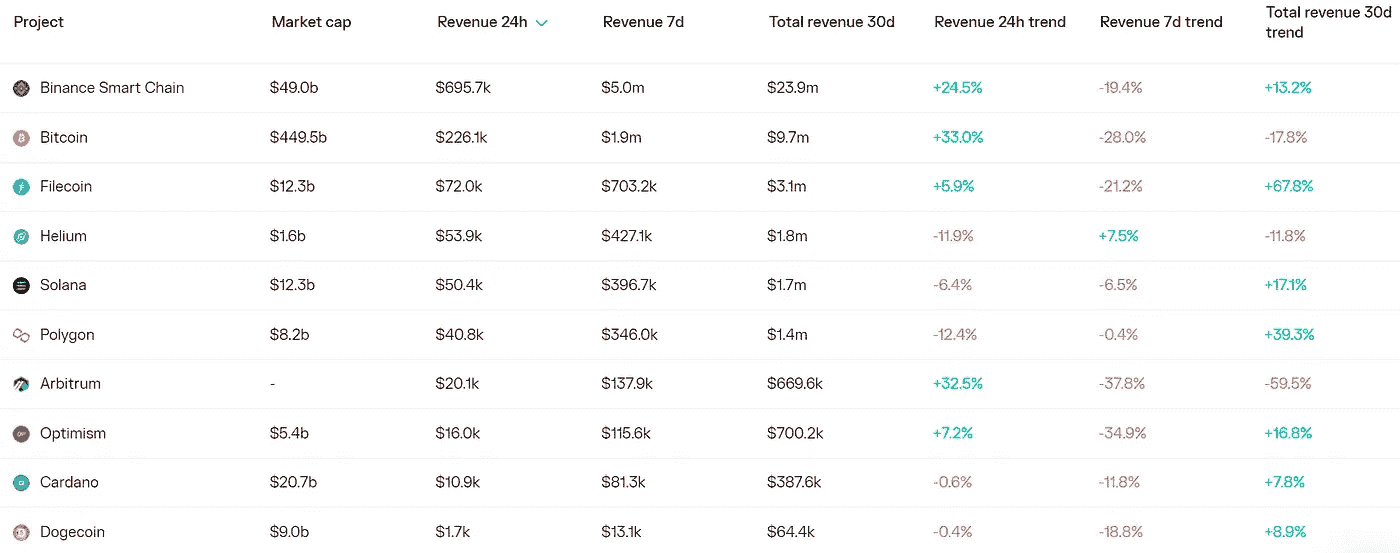 Project Market cap Revenue 24h Revenue 7d Total revenue 30d Revenue 24h trend Revenue 7d trend Total revenue 30d
trend
Binance Smart Chain $49.0b $695.7k $5.0m $23.9m +24.5% -19.4% +13.2%
Bitcoin $449.5b $226.1k $1.9m $9.7m +33.0% -28.0% -17.8%
Filecoin $12.3b $72.0k $703.2k $3.1m +5.9% -21.2% +67.8%
Helium $1.6b $53.9k $427.1k $1.8m -11.9% +7.5% -11.8%
Solana $12.3b $50.4k $396.7k $1.7m -6.4% -6.5% +17.1%
Polygon $8.2b $40.8k $346.0k $1.4m -12.4% -0.4% +39.3%
Arbitrum - $20.1k $137.9k $669.6k +32.5% -37.8% -59.5%
Optimism $5.4b $16.0k $115.6k $700.2k +7.2% -34.9% +16.8%
Cardano $20.7b $10.9k $81.3k $387.6k -0.6% -11.8% +7.8%
Dogecoin $9.0b $1.7k $13.1k $64.4k -0.4% -18.8% +8.9%